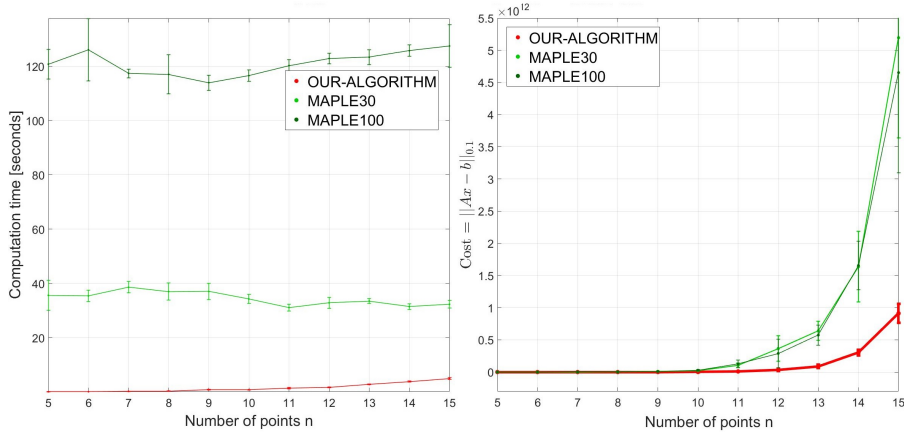 120
100
80
60
40
20
Computation time [seconds]
OUR-ALGORITHM
MAPLE30
MAPLE100
5 6 7 8 9 10 11 12 13 14 15
Number of points n
×10¹²
5.5
5
4.5
4
3.5
3
2.5
2
1.5
1
0.5
0
Cost = ||Ax − b||₀.₁
OUR-ALGORITHM
MAPLE30
MAPLE100
5 6 7 8 9 10 11 12 13 14 15
Number of points n